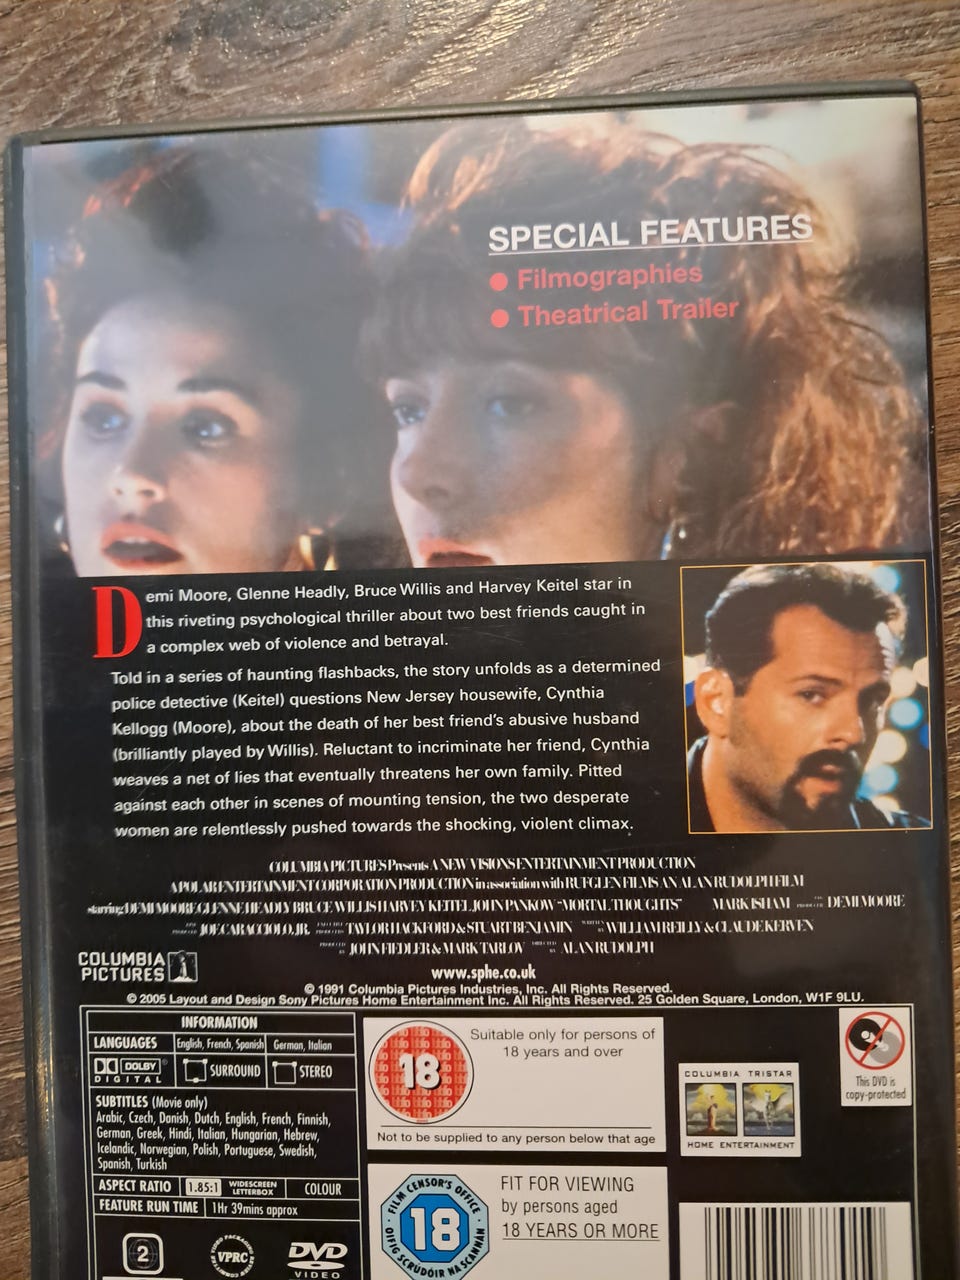 SPECIAL FEATURES
● Filmographies
● Theatrical Trailer
Demi Moore, Glenne Headly, Bruce Willis and Harvey Keitel star in
this riveting psychological thriller about two best friends caught in
a complex web of violence and betrayal.
Told in a series of haunting flashbacks, the story unfolds as a determined
police detective (Keitel) questions New Jersey housewife, Cynthia
Kellogg (Moore), about the death of her best friend's abusive husband
(brilliantly played by Willis). Reluctant to incriminate her friend, Cynthia
weaves a net of lies that eventually threatens her own family. Pitted
against each other in scenes of mounting tension, the two desperate
women are relentlessly pushed towards the shocking, violent climax.
COLUMBIA PICTURES Presents A NEW VISIONS ENTERTAINMENT PRODUCTION
A POLAR ENTERTAINMENT CORPORATION PRODUCTION in association with RUFGLEN FILMS AN ALAN RUDOLPH FILM
starring DEMI MOORE GLENNE HEADLY BRUCE WILLIS HARVEY KEITEL JOHN PANKOW "MORTAL THOUGHTS" MARK ISHAM DEMI MOORE
JOE CARACCIOLO, JR. TAYLOR HACKFORD & STUART BENJAMIN WILLIAM REILLY & CLAUDE KERVEN
PRODUCED BY JOHN FIEDLER & MARK TARLOV DIRECTED BY ALAN RUDOLPH
COLUMBIA
PICTURES
www.sphe.co.uk
© 1991 Columbia Pictures Industries, Inc. All Rights Reserved.
© 2005 Layout and Design Sony Pictures Home Entertainment Inc. All Rights Reserved. 25 Golden Square, London, W1F 9LU.
INFORMATION
LANGUAGES English, French, Spanish German, Italian
DOLBY DIGITAL SURROUND STEREO
SUBTITLES (Movie only)
Arabic, Czech, Danish, Dutch, English, French, Finnish,
German, Greek, Hindi, Italian, Hungarian, Hebrew,
Icelandic, Norwegian, Polish, Portuguese, Swedish,
Spanish, Turkish
ASPECT RATIO 1.85:1 WIDESCREEN LETTERBOX COLOUR
FEATURE RUN TIME 1Hr 39mins approx
2
VPRC
VIDEO PACKAGING REVIEW COMMITTEE
DVD
VIDEO
18
Suitable only for persons of
18 years and over
Not to be supplied to any person below that age
FILM CENSOR'S OFFICE
18
OIFIG SCRÚDÓIR NA SCANNÁN
FIT FOR VIEWING
by persons aged
18 YEARS OR MORE
COLUMBIA TRISTAR
HOME ENTERTAINMENT
This DVD is
copy-protected